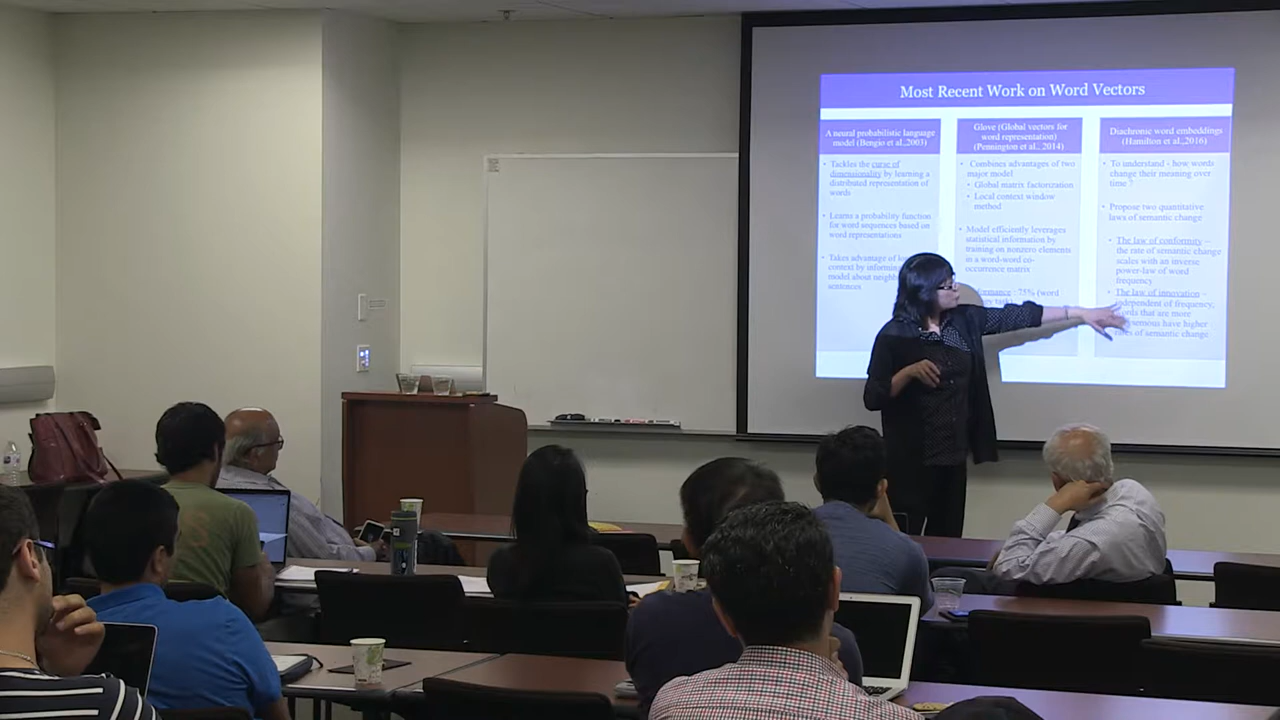 Most Recent Work on Word Vectors
A neural probabilistic language
model (Bengio et al.,2003)
• Tackles the curse of
dimensionality by learning a
distributed representation of
words
• Learns a probability function
for word sequences based on
word representations
• Takes advantage of
context by informing
model about
sentences
Glove (Global vectors for
word representation)
(Pennington et al., 2014)
• Combines advantages of two
major model
• Global matrix factorization
• Local context window
method
• Model efficiently leverages
statistical information by
training on nonzero elements
in a word-word co-
occurrence matrix
: 75% (word
task)
Diachronic word embeddings
(Hamilton et al.,2016)
• To understand - how words
change their meaning over
time ?
• Propose two quantitative
laws of semantic change
• The law of conformity –
the rate of semantic change
scales with an inverse
power-law of word
frequency
• The law of innovation -
independent of frequency,
words that are more
have higher
rates of semantic change